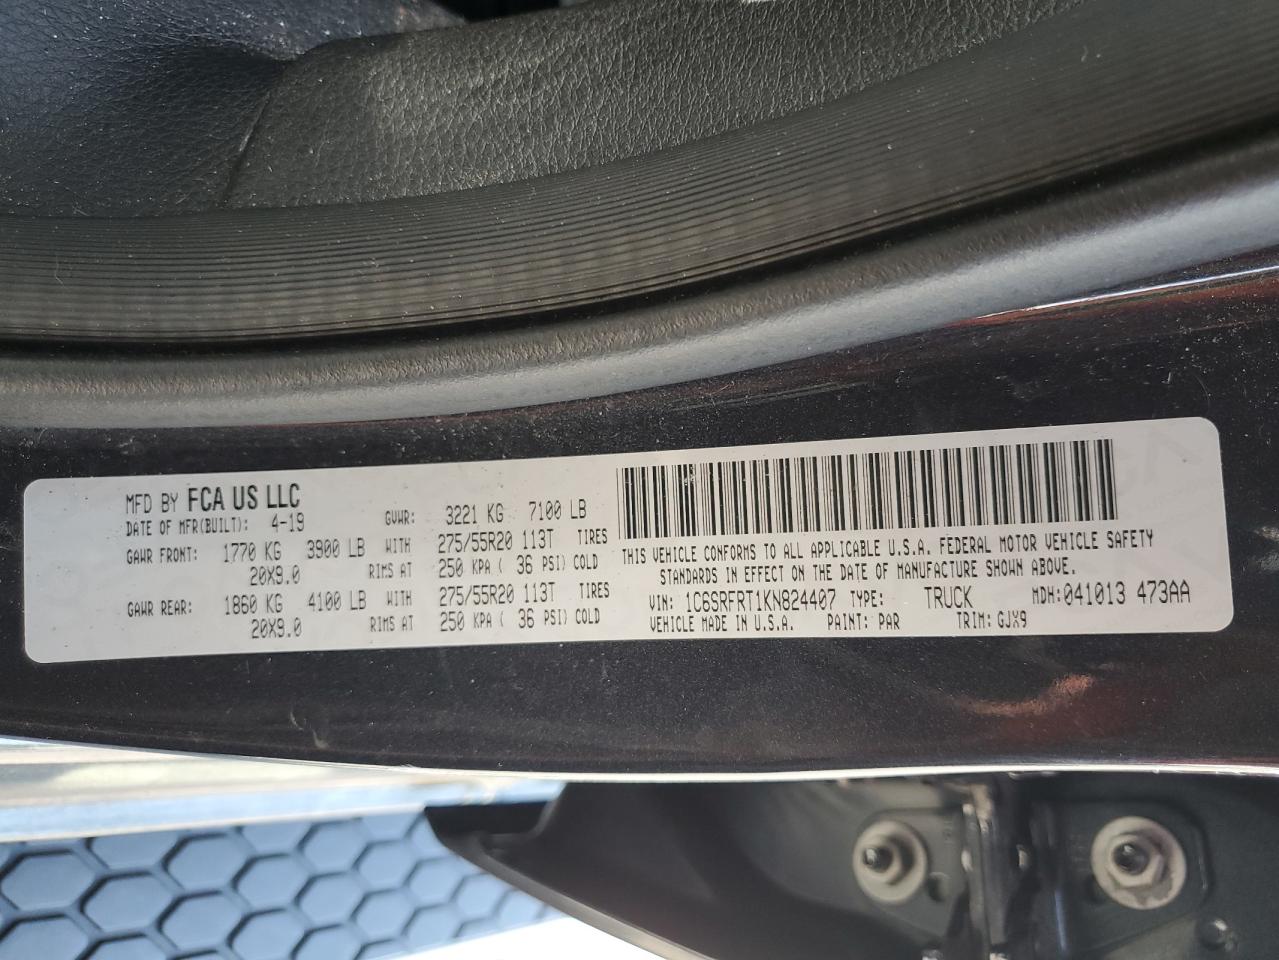 MFD BY FCA US LLC
DATE OF MFR(BUILT): 4-19 GVWR: 3221 KG 7100 LB
GAWR FRONT: 1770 KG 3900 LB WITH 275/55R20 113T TIRES
20X9.0 RIMS AT 250 KPA ( 36 PSI) COLD
GAWR REAR: 1860 KG 4100 LB WITH 275/55R20 113T TIRES
20X9.0 RIMS AT 250 KPA ( 36 PSI) COLD
THIS VEHICLE CONFORMS TO ALL APPLICABLE U.S.A. FEDERAL MOTOR VEHICLE SAFETY
STANDARDS IN EFFECT ON THE DATE OF MANUFACTURE SHOWN ABOVE.
VIN: 1C6SRFRT1KN824407 TYPE: TRUCK MDH:041013 473AA
VEHICLE MADE IN U.S.A. PAINT: PAR TRIM: GJX9